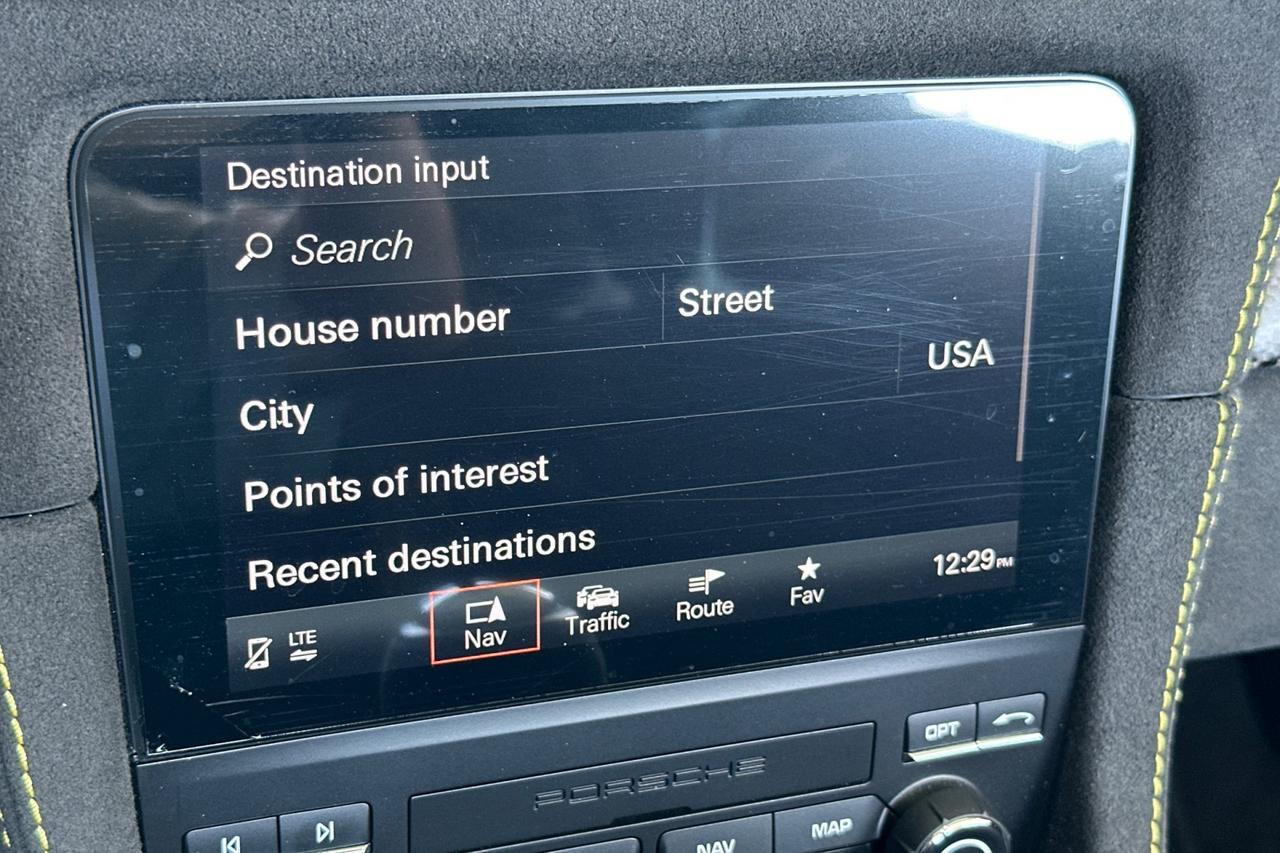 Destination input
Search
House number Street
City USA
Points of interest
Recent destinations
LTE Nav Traffic Route Fav 12:29 PM
OPT
PORSCHE
NAV MAP